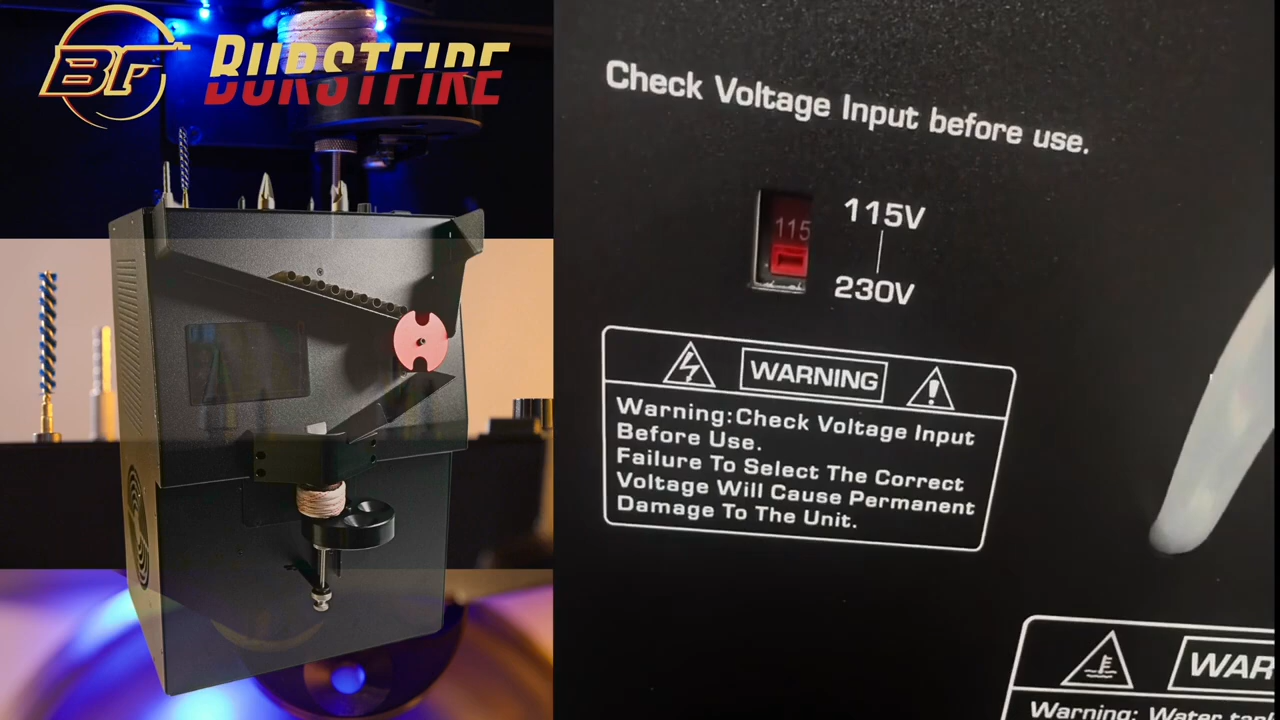 BF BURSTFIRE
Check Voltage Input before use.
115
115V
230V
WARNING
Warning:Check Voltage Input
Before Use.
Failure To Select The Correct
Voltage Will Cause Permanent
Damage To The Unit.
Warning: Water